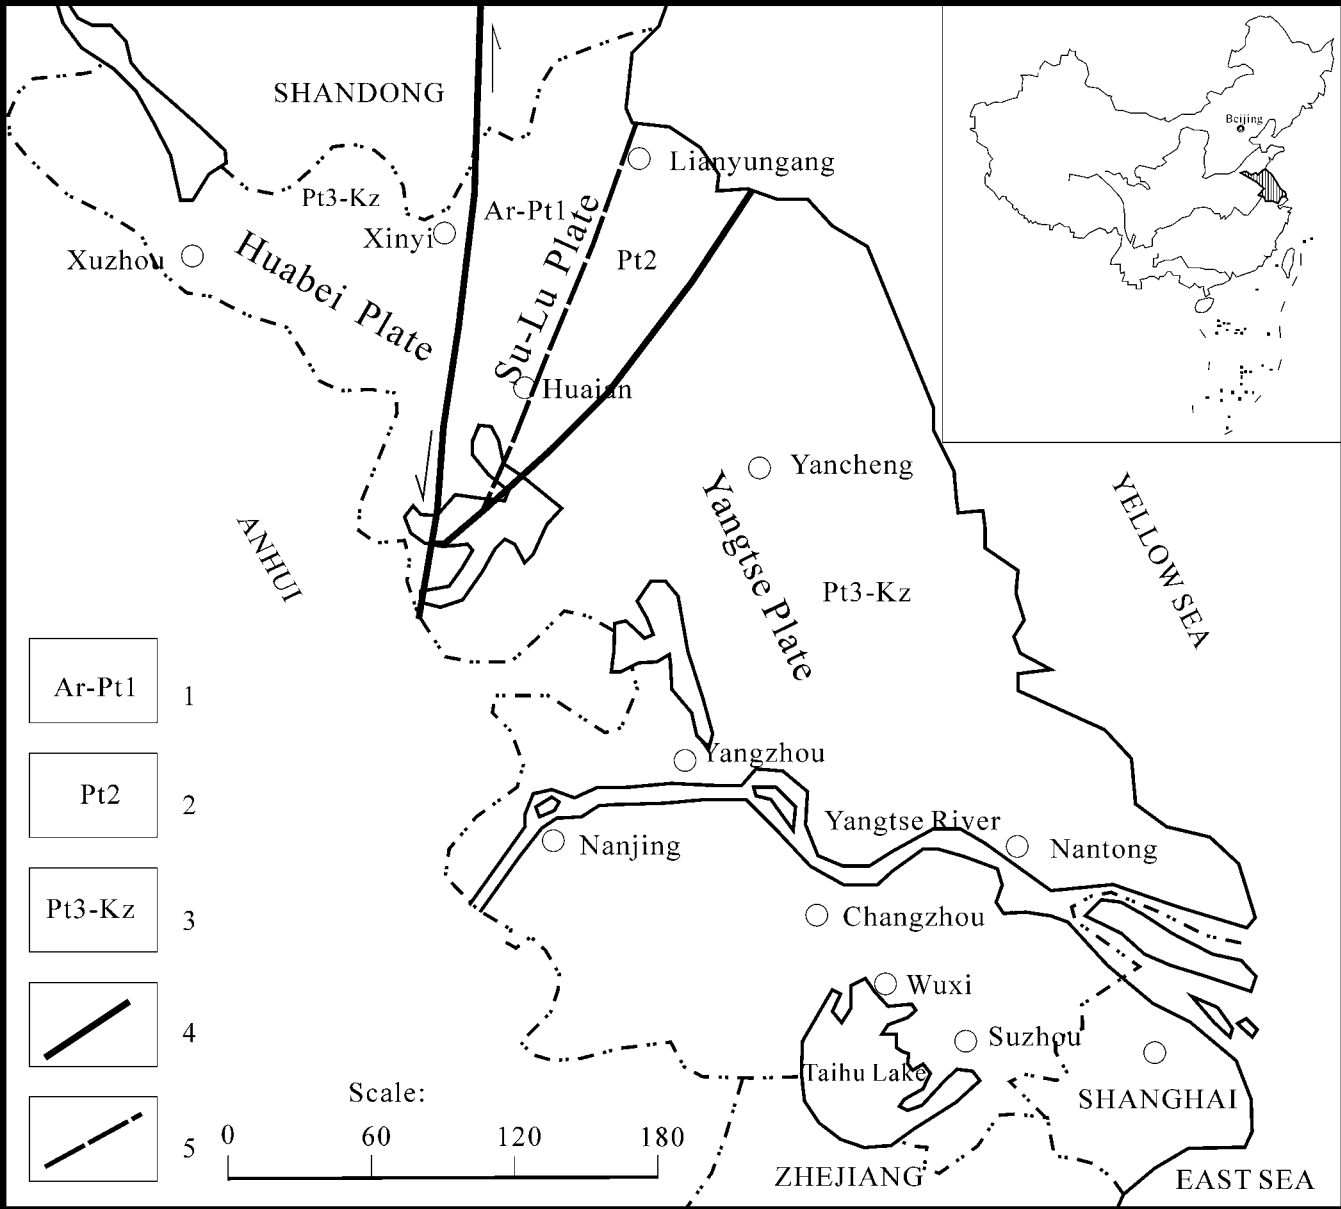 SHANDONG
Beijing
Lianyungang
Pt3-Kz
Ar-Pt1
Xinyi
Xuzhou
Pt2
Huabei Plate
Su-Lu Plate
Huaian
Yancheng
Yangtse Plate
YELLOW SEA
ANHUI
Pt3-Kz
Ar-Pt1 1
Yangzhou
Pt2 2
Yangtse River
Nanjing
Nantong
Pt3-Kz 3
Changzhou
Wuxi
4
Suzhou
Taihu Lake
Scale:
SHANGHAI
0 60 120 180
5
ZHEJIANG
EAST SEA